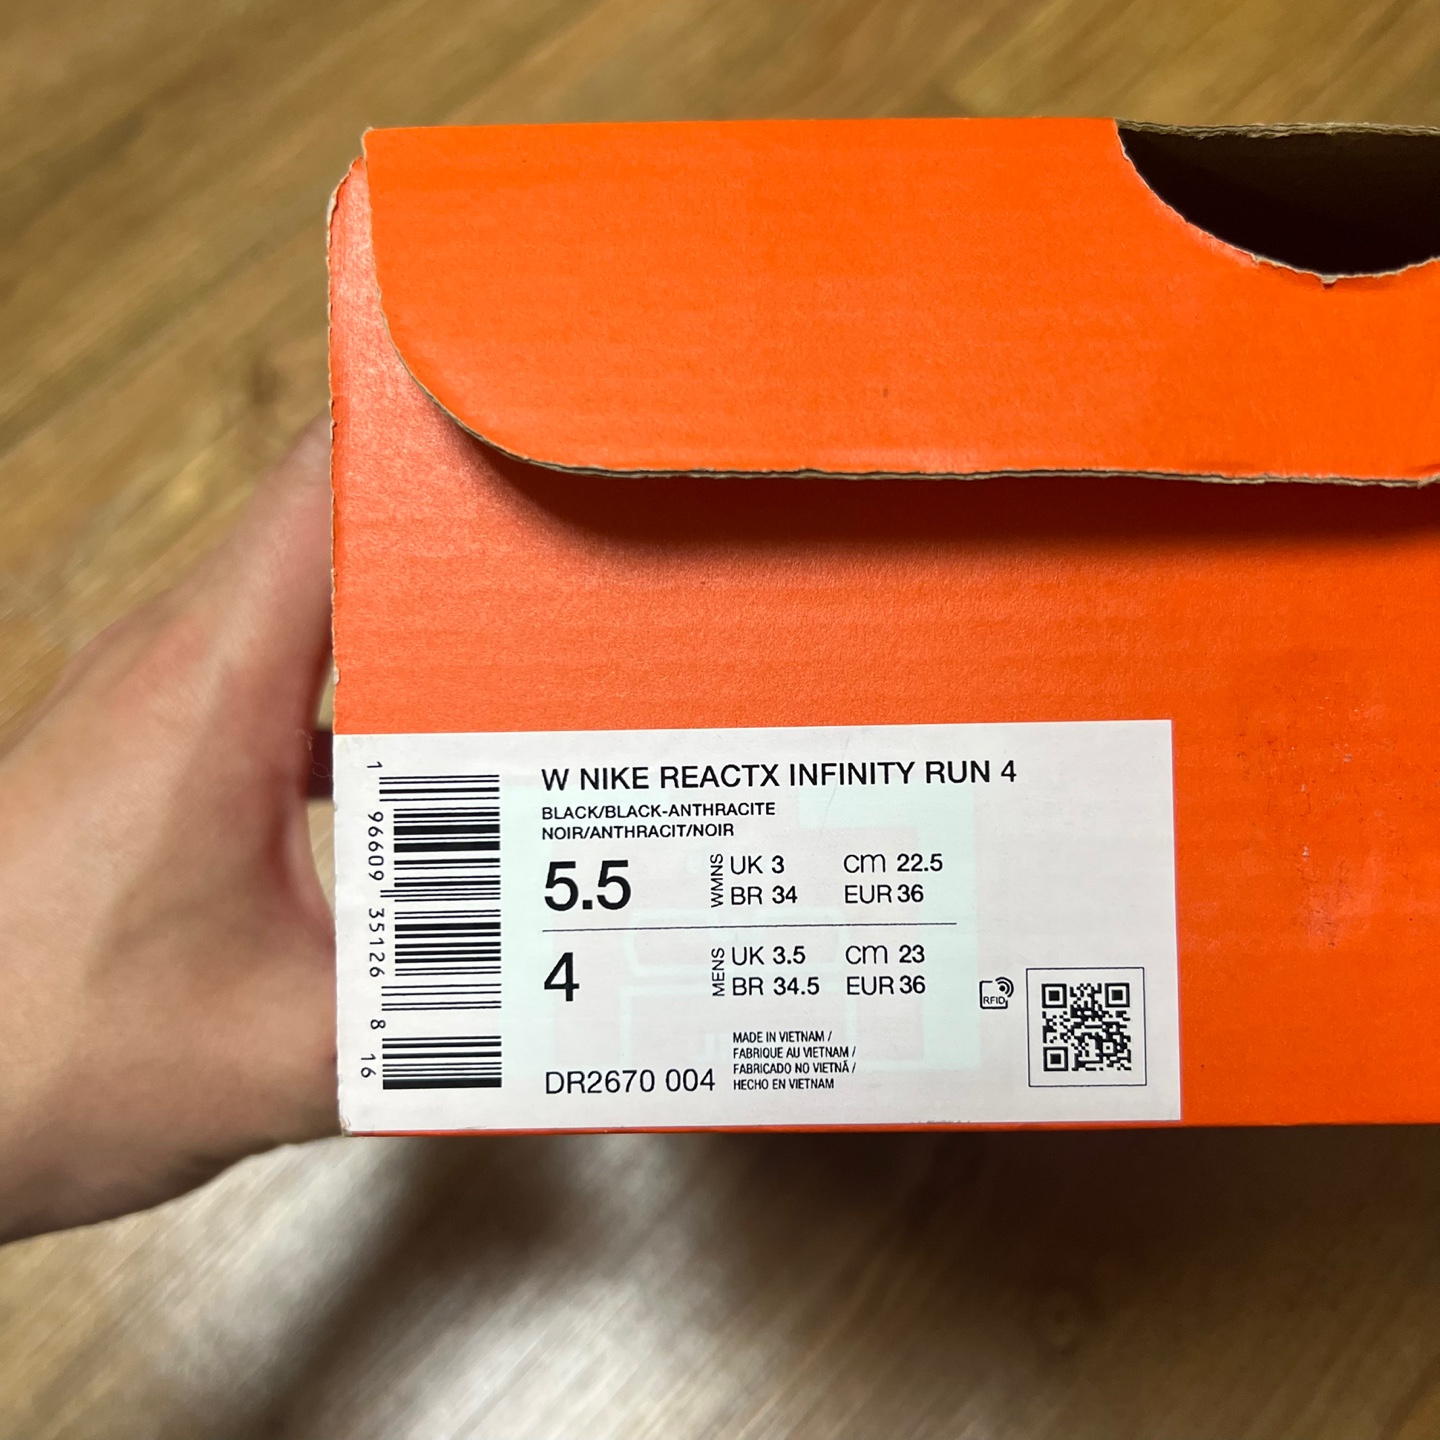 W NIKE REACTX INFINITY RUN 4
BLACK/BLACK-ANTHRACITE
NOIR/ANTHRACIT/NOIR
5.5 WMNS UK 3 cm 22.5
BR 34 EUR 36
4 MENS UK 3.5 cm 23
BR 34.5 EUR 36
RFID
MADE IN VIETNAM /
FABRIQUE AU VIETNAM /
FABRICADO NO VIETNÃ /
HECHO EN VIETNAM
DR2670 004
1 96609 35126 8 16